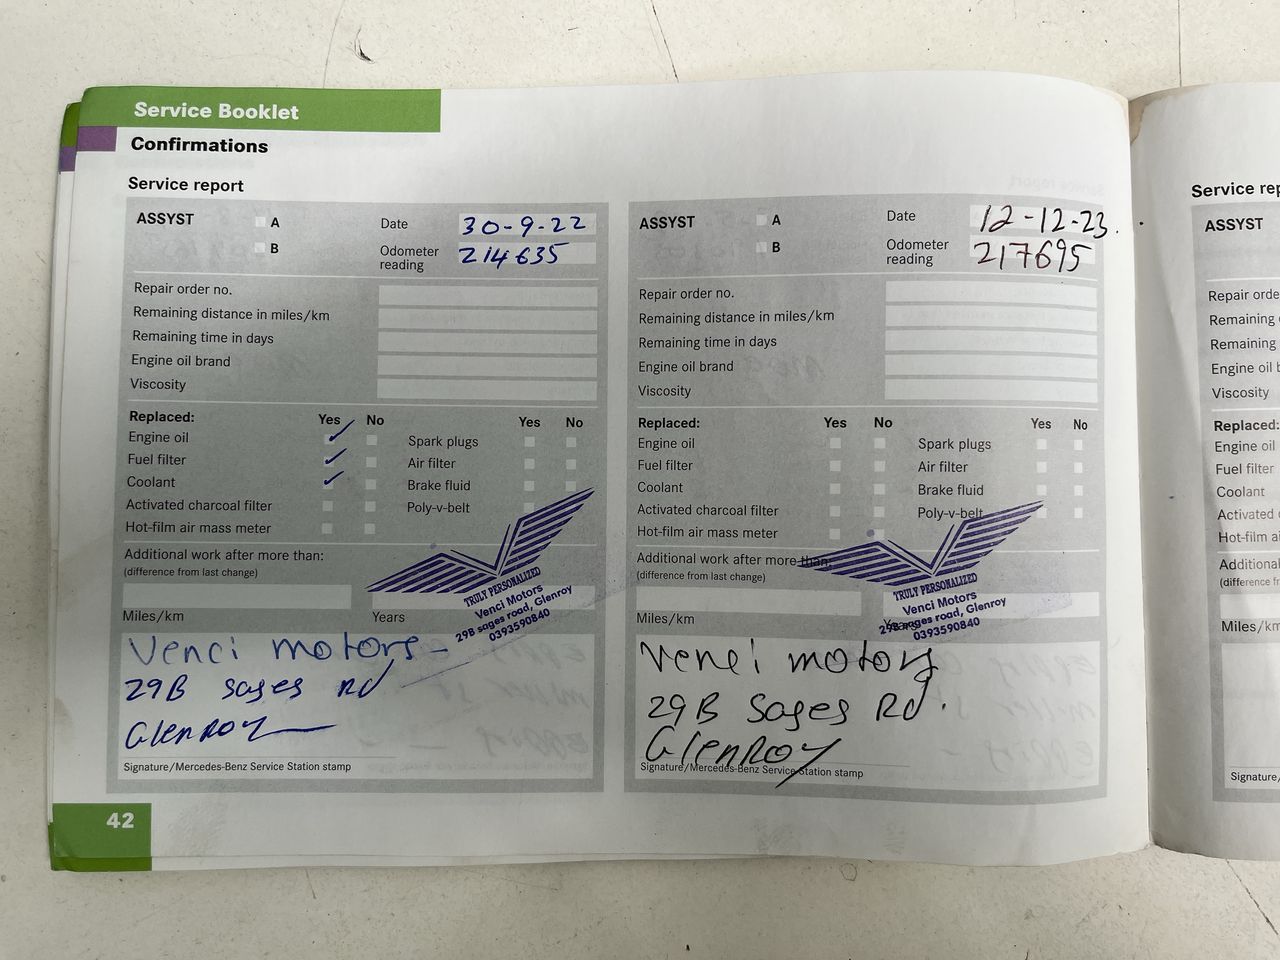 Service Booklet
Confirmations
Service report
ASSYST
A
B
Date 30-9-22
Odometer reading 214635
Repair order no.
Remaining distance in miles/km
Remaining time in days
Engine oil brand
Viscosity
Replaced: Yes No Yes No
Engine oil Spark plugs
Fuel filter Air filter
Coolant Brake fluid
Activated charcoal filter Poly-v-belt
Hot-film air mass meter
Additional work after more than:
(difference from last change)
Miles/km Years
TRULY PERSONALIZED
Venci Motors
29B sages road, Glenroy
0393590840
Venci motors -
29B sages Rd
Glenroy
Signature/Mercedes-Benz Service Station stamp
ASSYST
A
B
Date 12-12-23.
Odometer reading 217695
Repair order no.
Remaining distance in miles/km
Remaining time in days
Engine oil brand
Viscosity
Replaced: Yes No Yes No
Engine oil Spark plugs
Fuel filter Air filter
Coolant Brake fluid
Activated charcoal filter Poly-v-belt
Hot-film air mass meter
Additional work after more than:
(difference from last change)
Miles/km Years
TRULY PERSONALIZED
Venci Motors
29B sages road, Glenroy
0393590840
Venci motors
29B Sages Rd.
GlenRoy
Signature/Mercedes-Benz Service Station stamp
42
Service rep
ASSYST
Repair orde
Remaining
Remaining
Engine oil b
Viscosity
Replaced:
Engine oil
Fuel filter
Coolant
Activated c
Hot-film ai
Additional
(difference fr
Miles/km
Signature/